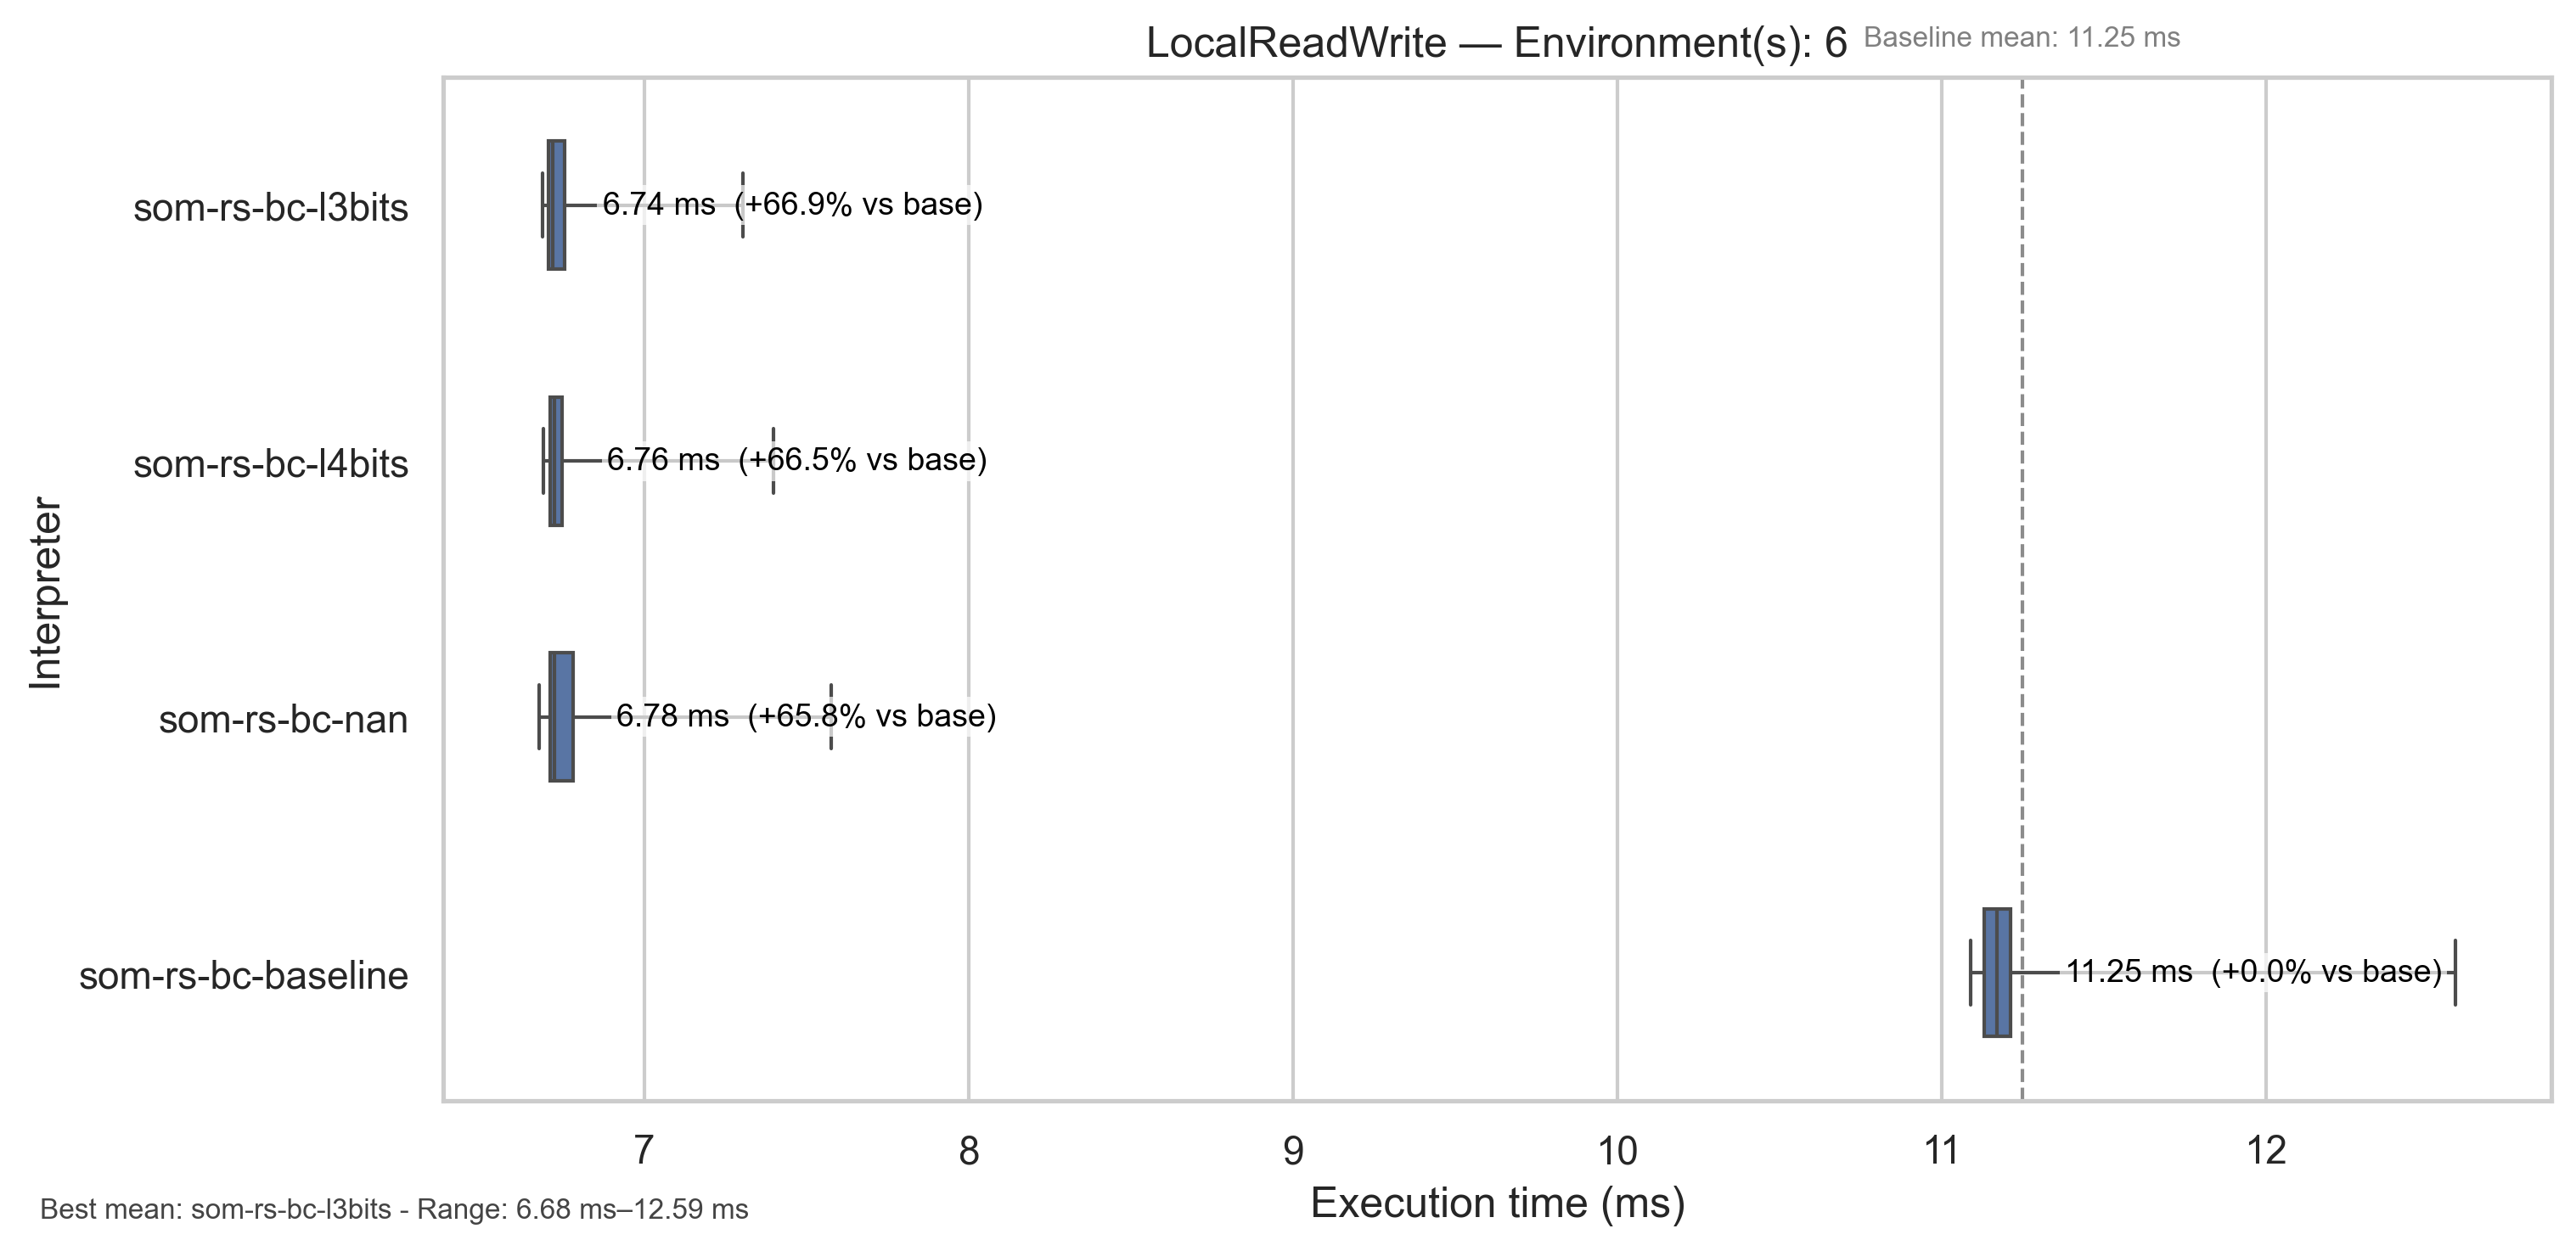 LocalReadWrite — Environment(s): 6 Baseline mean: 11.25 ms
som-rs-bc-l3bits
6.74 ms (+66.9% vs base)
som-rs-bc-l4bits
6.76 ms (+66.5% vs base)
som-rs-bc-nan
6.78 ms (+65.8% vs base)
som-rs-bc-baseline
11.25 ms (+0.0% vs base)
Interpreter
7 8 9 10 11 12
Execution time (ms)
Best mean: som-rs-bc-l3bits - Range: 6.68 ms–12.59 ms